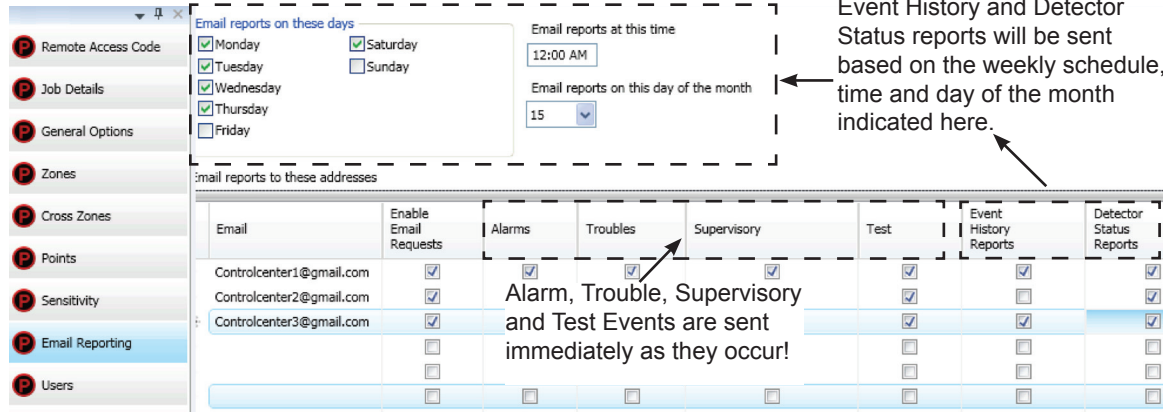 Email reports on these days
Monday
Tuesday
Wednesday
Thursday
Friday
Saturday
Sunday
Email reports at this time
12:00 AM
Email reports on this day of the month
15
Event History and Detector
Status reports will be sent
based on the weekly schedule,
time and day of the month
indicated here.
Remote Access Code
Job Details
General Options
Zones
Cross Zones
Points
Sensitivity
Email Reporting
Users
Email reports to these addresses
Email
Enable
Email
Requests
Alarms
Troubles
Supervisory
Test
Event
History
Reports
Detector
Status
Reports
Controlcenter1@gmail.com
Controlcenter2@gmail.com
Controlcenter3@gmail.com
Alarm, Trouble, Supervisory
and Test Events are sent
immediately as they occur!